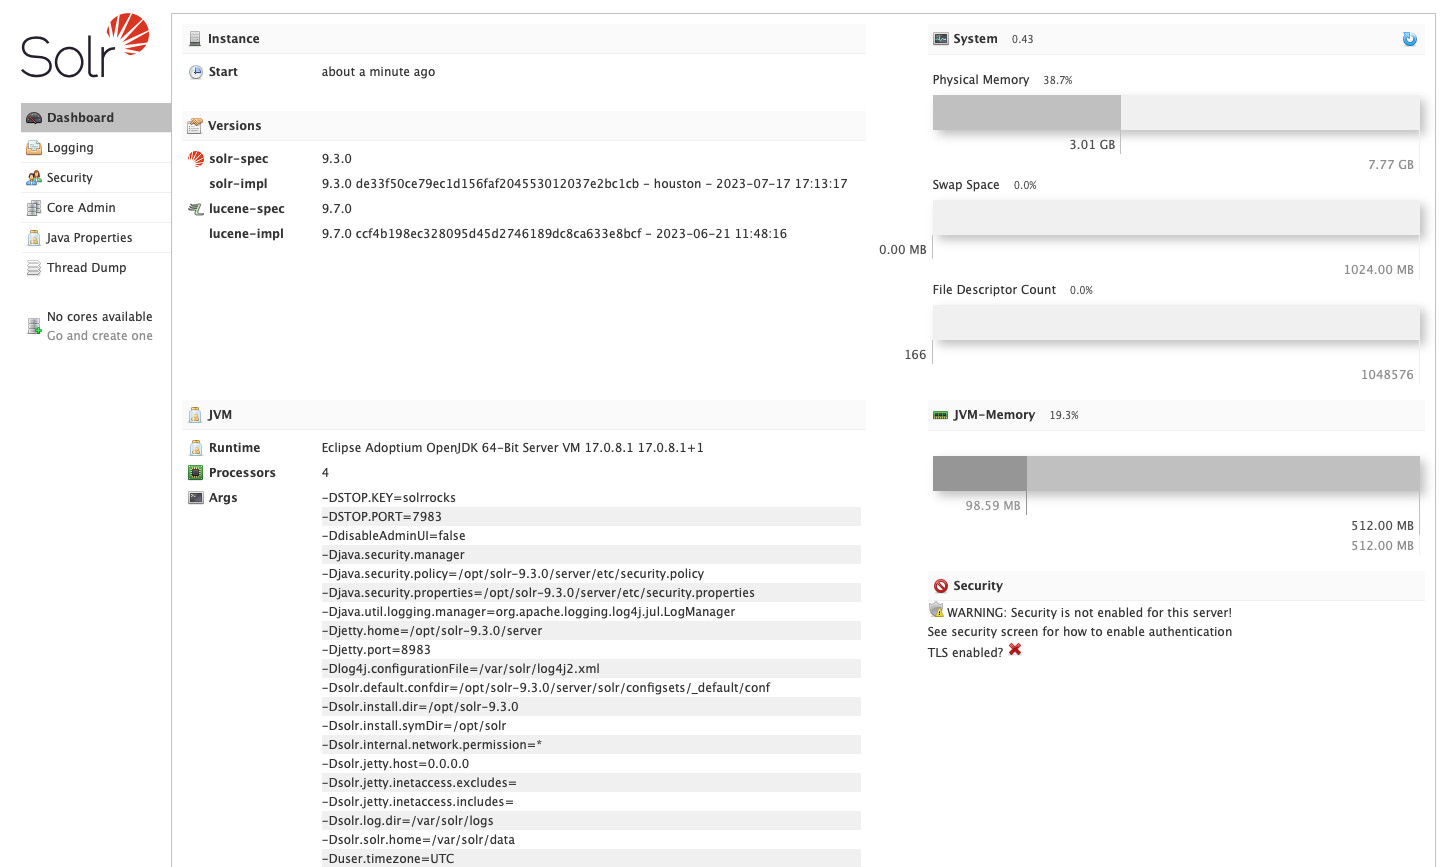 Solr
Dashboard
Logging
Security
Core Admin
Java Properties
Thread Dump
No cores available
Go and create one
Instance
Start about a minute ago
Versions
solr-spec 9.3.0
solr-impl 9.3.0 de33f50ce79ec1d156faf204553012037e2bc1cb - houston - 2023-07-17 17:13:17
lucene-spec 9.7.0
lucene-impl 9.7.0 ccf4b198ec328095d45d2746189dc8ca633e8bcf - 2023-06-21 11:48:16
JVM
Runtime Eclipse Adoptium OpenJDK 64-Bit Server VM 17.0.8.1 17.0.8.1+1
Processors 4
Args -DSTOP.KEY=solrrocks
-DSTOP.PORT=7983
-DdisableAdminUI=false
-Djava.security.manager
-Djava.security.policy=/opt/solr-9.3.0/server/etc/security.policy
-Djava.security.properties=/opt/solr-9.3.0/server/etc/security.properties
-Djava.util.logging.manager=org.apache.logging.log4j.jul.LogManager
-Djetty.home=/opt/solr-9.3.0/server
-Djetty.port=8983
-Dlog4j.configurationFile=/var/solr/log4j2.xml
-Dsolr.default.confdir=/opt/solr-9.3.0/server/solr/configsets/_default/conf
-Dsolr.install.dir=/opt/solr-9.3.0
-Dsolr.install.symDir=/opt/solr
-Dsolr.internal.network.permission=*
-Dsolr.jetty.host=0.0.0.0
-Dsolr.jetty.inetaccess.excludes=
-Dsolr.jetty.inetaccess.includes=
-Dsolr.log.dir=/var/solr/logs
-Dsolr.solr.home=/var/solr/data
-Duser.timezone=UTC
System 0.43
Physical Memory 38.7%
3.01 GB
7.77 GB
Swap Space 0.0%
0.00 MB
1024.00 MB
File Descriptor Count 0.0%
166
1048576
JVM-Memory 19.3%
98.59 MB
512.00 MB
512.00 MB
Security
WARNING: Security is not enabled for this server!
See security screen for how to enable authentication
TLS enabled?